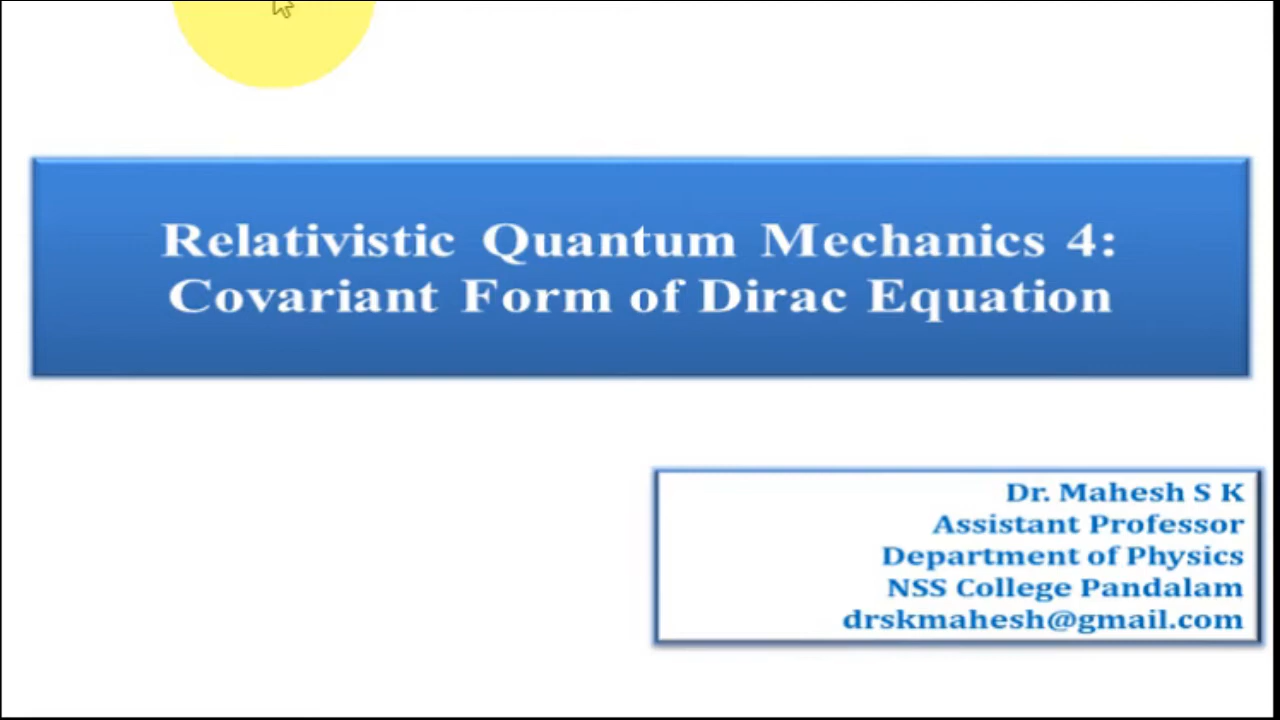 Relativistic Quantum Mechanics 4:
Covariant Form of Dirac Equation
Dr. Mahesh S K
Assistant Professor
Department of Physics
NSS College Pandalam
drskmahesh@gmail.com